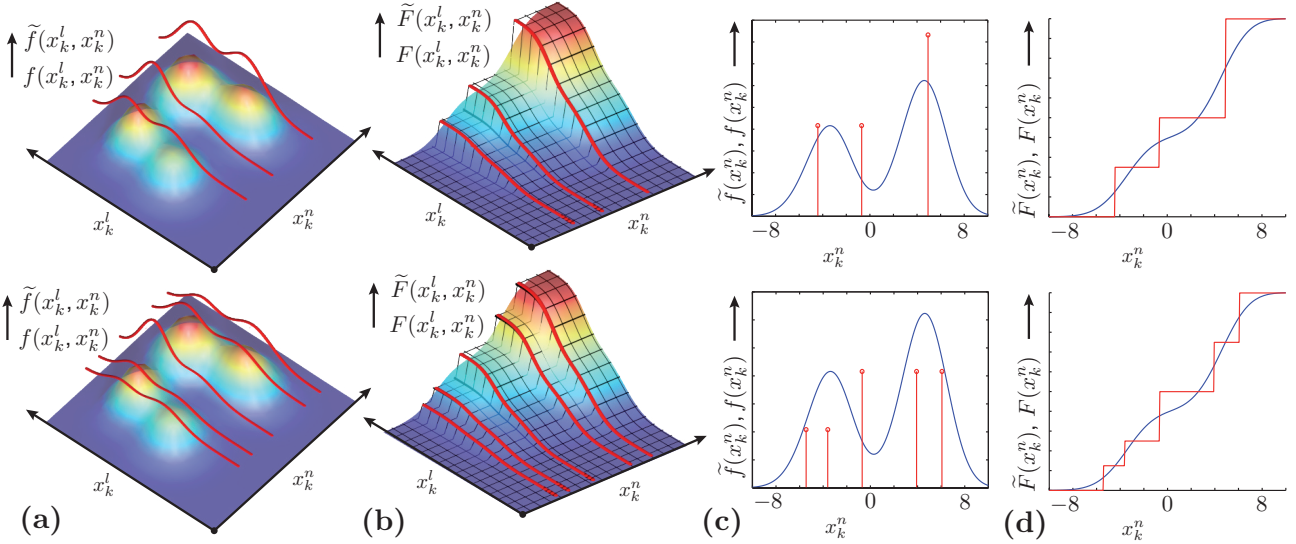 f̃(x_k^l, x_k^n)
f(x_k^l, x_k^n)
x_k^l
x_k^n
F̃(x_k^l, x_k^n)
F(x_k^l, x_k^n)
x_k^l
x_k^n
f̃(x_k^n), f(x_k^n)
−8 0 8
x_k^n
F̃(x_k^n), F(x_k^n)
−8 0 8
x_k^n
f̃(x_k^l, x_k^n)
f(x_k^l, x_k^n)
x_k^l
x_k^n
(a)
F̃(x_k^l, x_k^n)
F(x_k^l, x_k^n)
x_k^l
x_k^n
(b)
f̃(x_k^n), f(x_k^n)
−8 0 8
x_k^n
(c)
F̃(x_k^n), F(x_k^n)
−8 0 8
x_k^n
(d)